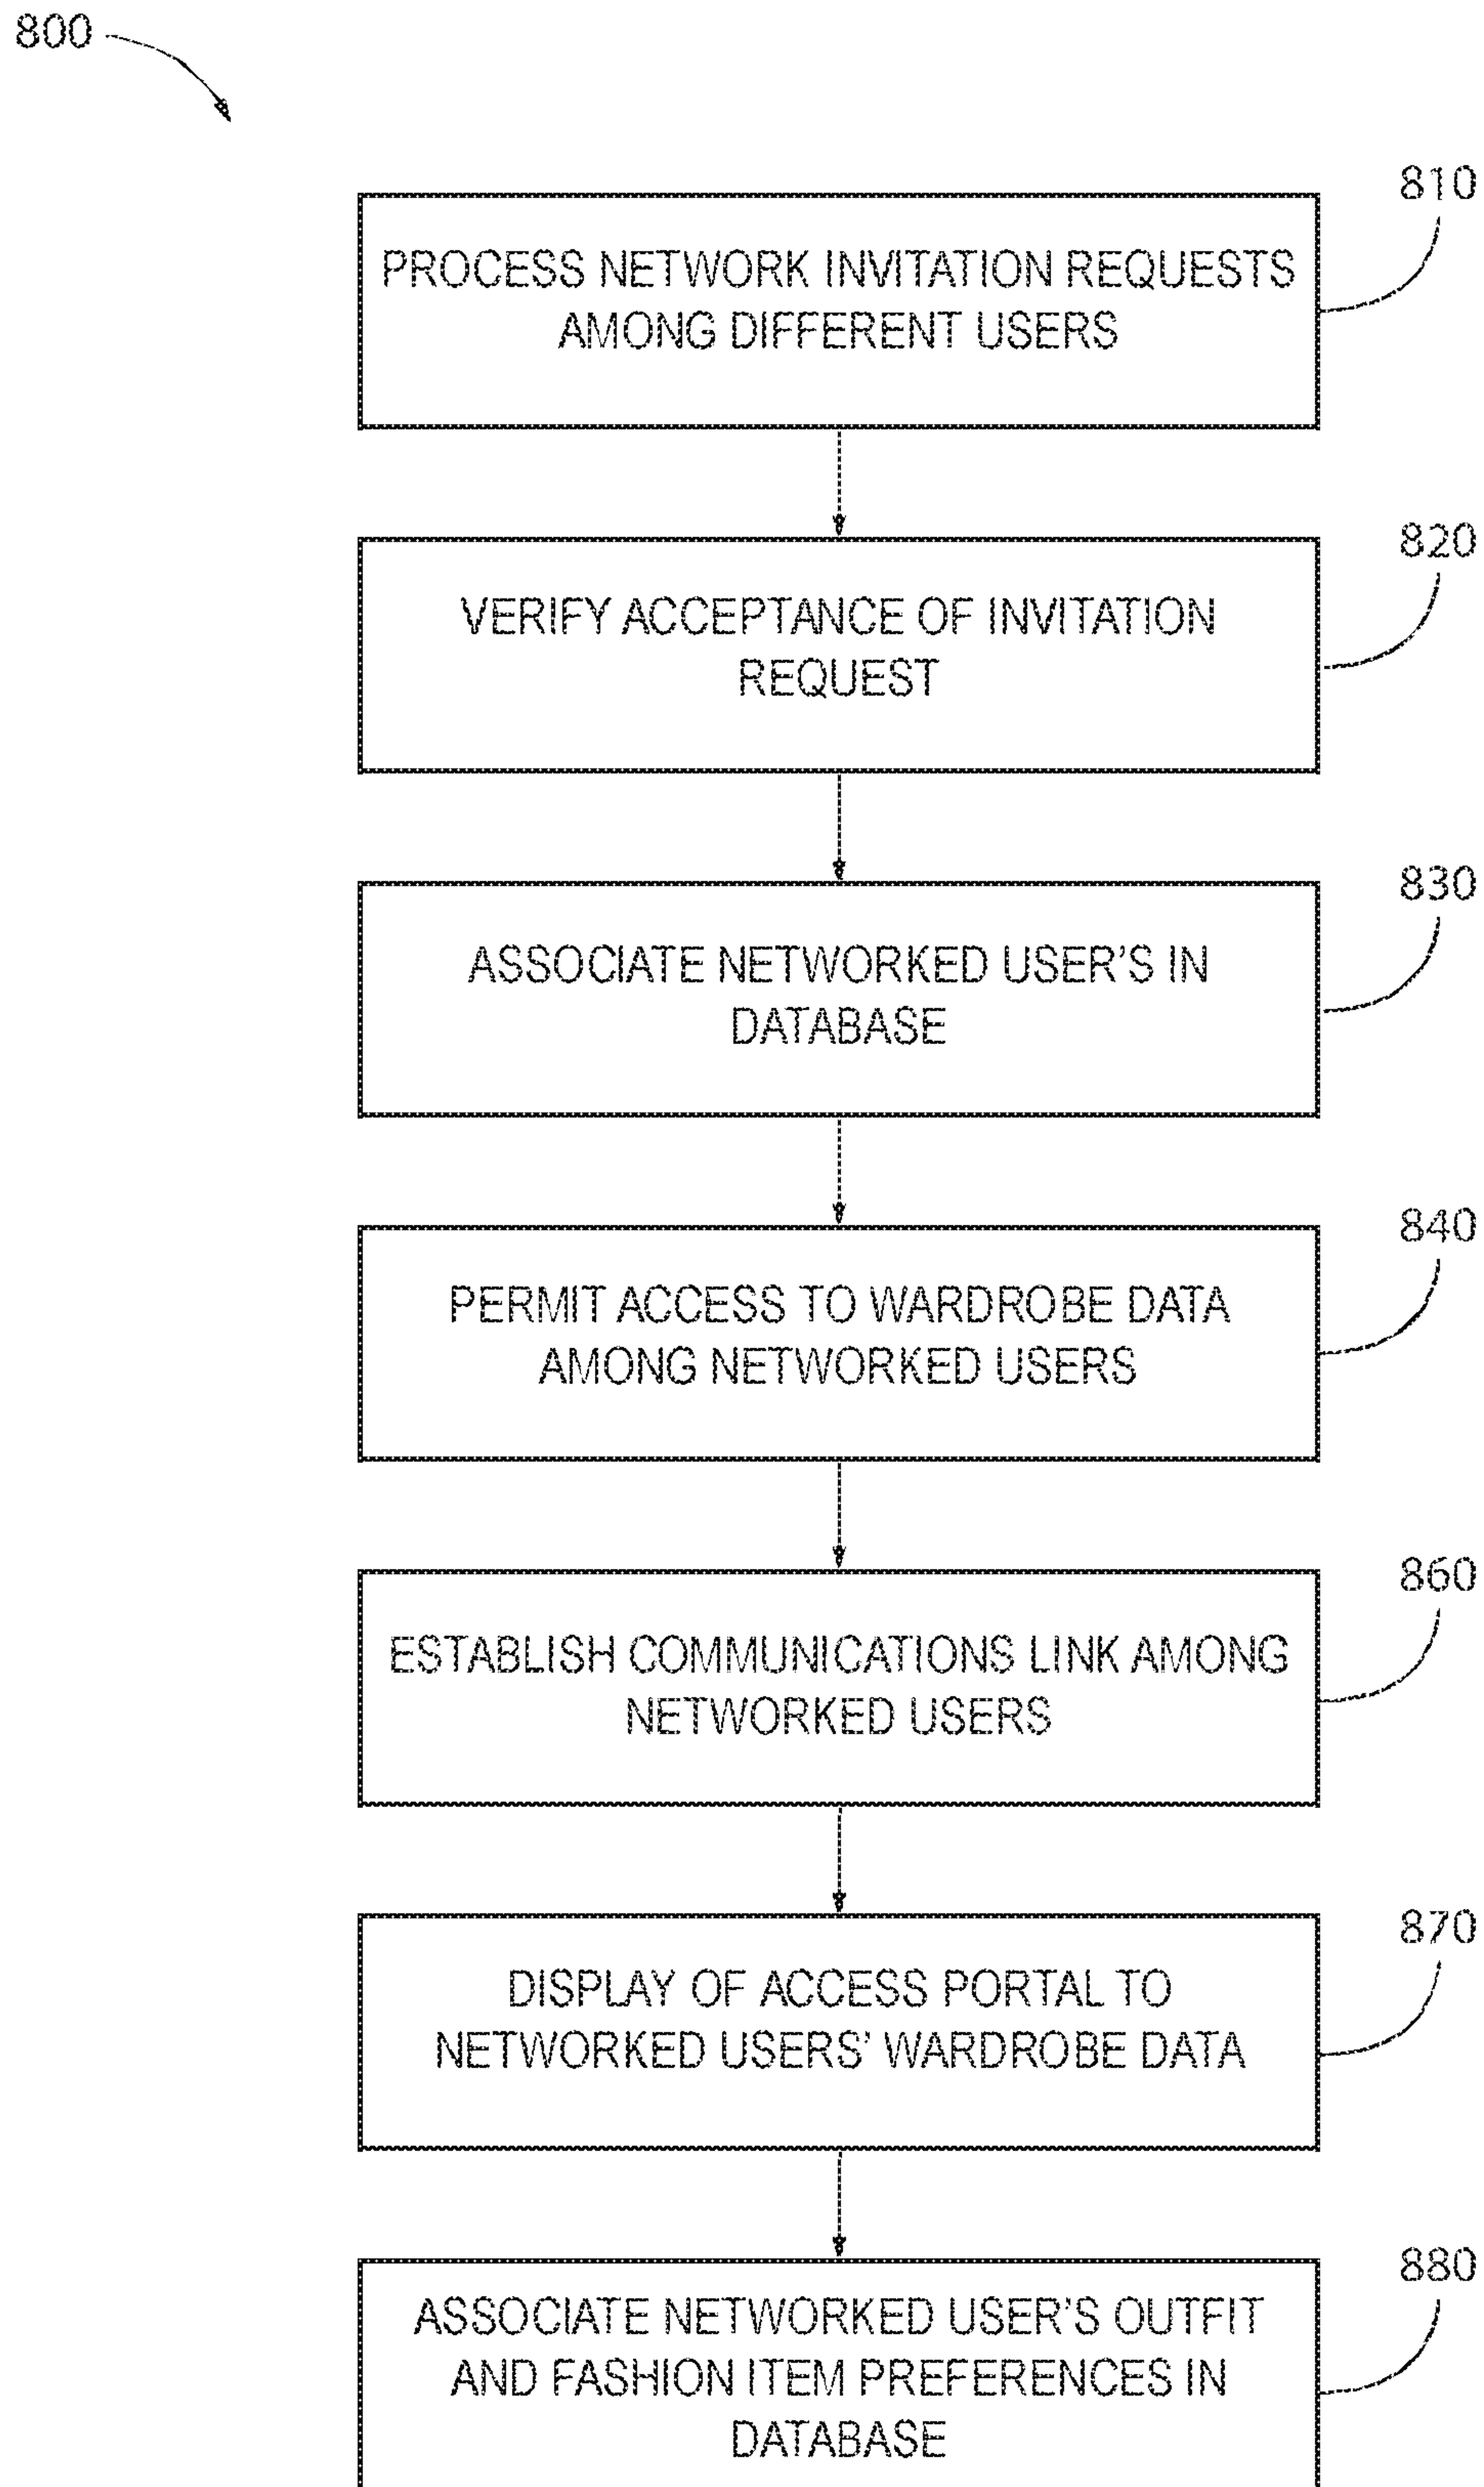 800
810
PROCESS NETWORK INVITATION REQUESTS
AMONG DIFFERENT USERS
820
VERIFY ACCEPTANCE OF INVITATION
REQUEST
830
ASSOCIATE NETWORKED USER'S IN
DATABASE
840
PERMIT ACCESS TO WARDROBE DATA
AMONG NETWORKED USERS
860
ESTABLISH COMMUNICATIONS LINK AMONG
NETWORKED USERS
870
DISPLAY OF ACCESS PORTAL TO
NETWORKED USERS' WARDROBE DATA
880
ASSOCIATE NETWORKED USER'S OUTFIT
AND FASHION ITEM PREFERENCES IN
DATABASE